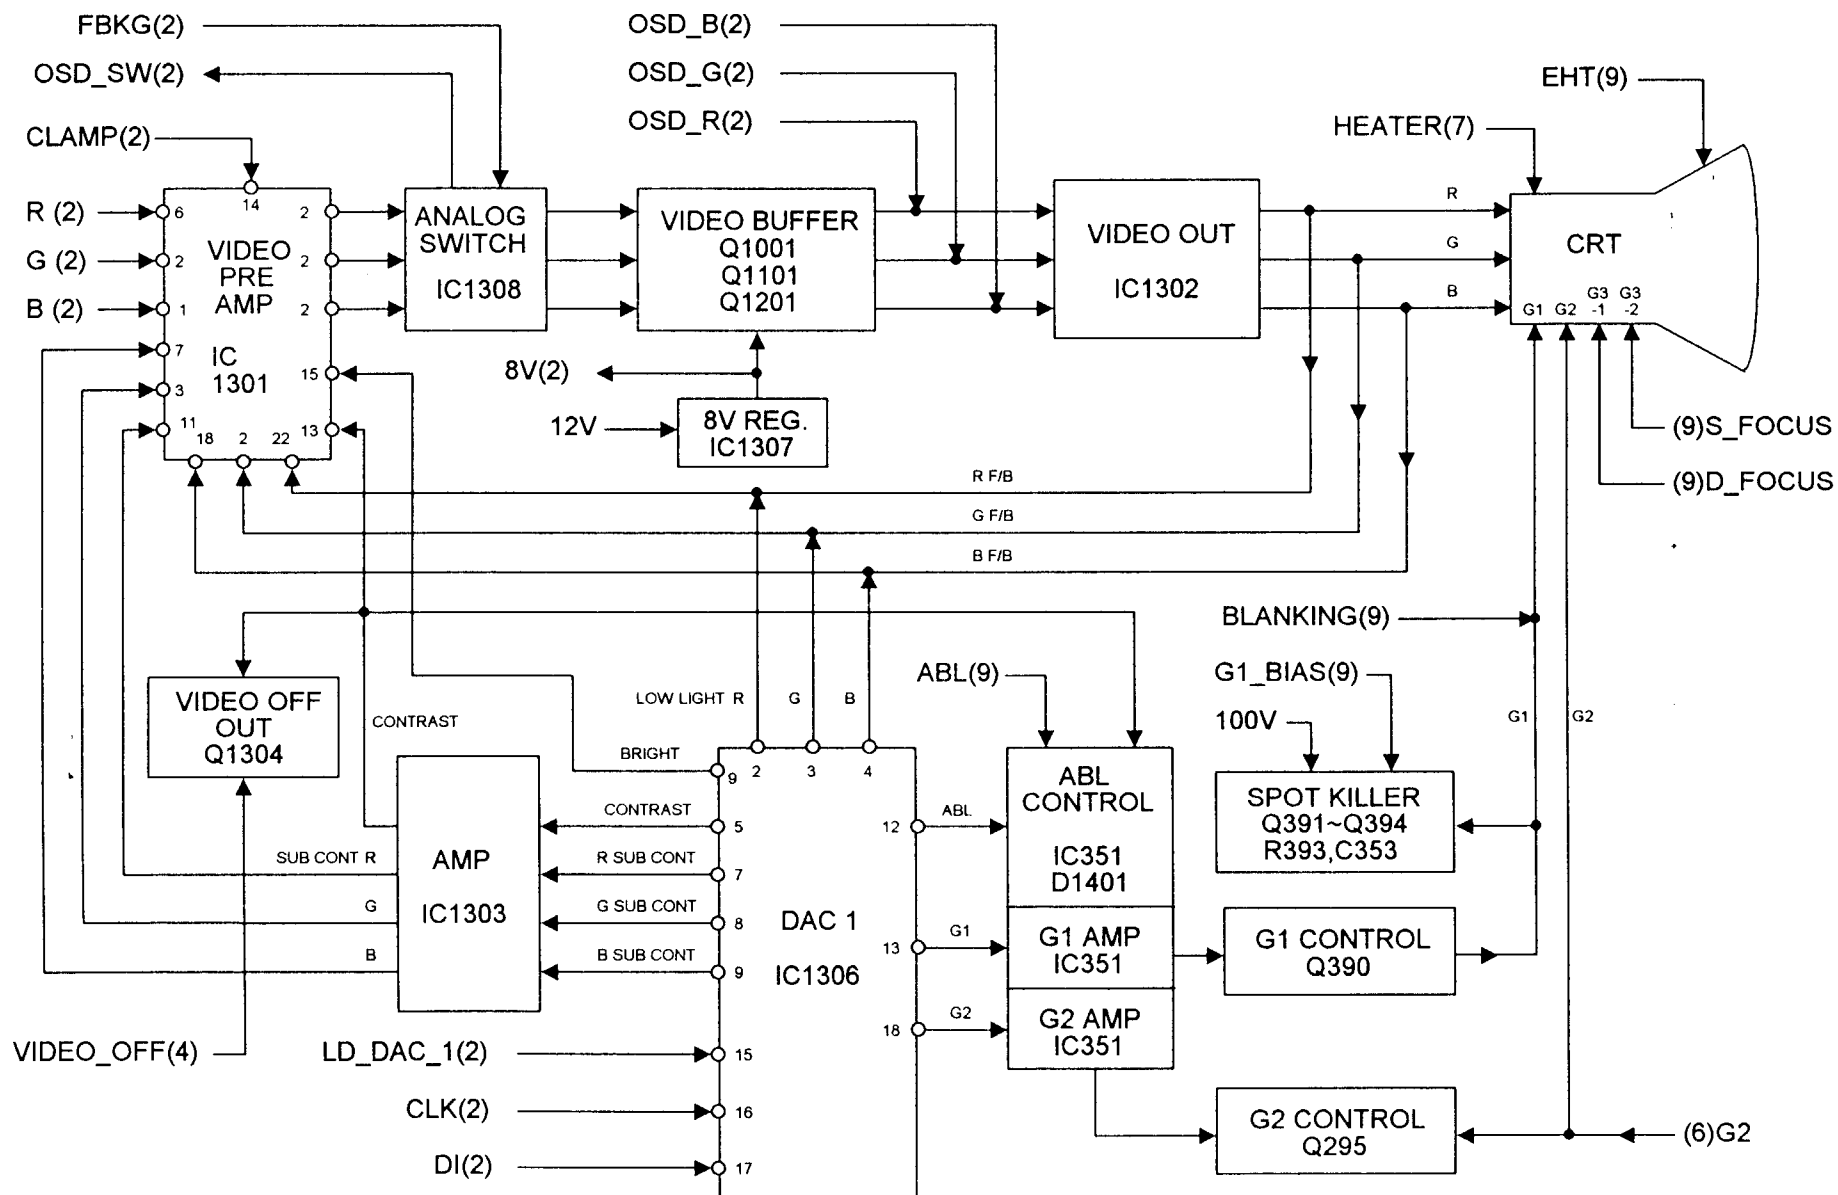 FBKG(2)
OSD_SW(2)
CLAMP(2)
OSD_B(2)
OSD_G(2)
OSD_R(2)
EHT(9)
HEATER(7)
R (2)
G (2)
B (2)
14
6
2
1
7
3
11
2
2
2
15
13
18
2
22
VIDEO
PRE
AMP
IC
1301
ANALOG
SWITCH
IC1308
VIDEO BUFFER
Q1001
Q1101
Q1201
VIDEO OUT
IC1302
R
G
B
CRT
G1
G2
G3
-1
G3
-2
8V(2)
12V
8V REG.
IC1307
(9)S_FOCUS
(9)D_FOCUS
R F/B
G F/B
B F/B
BLANKING(9)
G1_BIAS(9)
100V
ABL(9)
G1
G2
VIDEO OFF
OUT
Q1304
CONTRAST
LOW LIGHT R
G
B
BRIGHT
CONTRAST
R SUB CONT
G SUB CONT
B SUB CONT
SUB CONT R
G
B
AMP
IC1303
9
2
3
4
5
7
8
9
12
13
18
15
16
17
DAC 1
IC1306
ABL
G1
G2
ABL
CONTROL
IC351
D1401
G1 AMP
IC351
G2 AMP
IC351
SPOT KILLER
Q391~Q394
R393,C353
G1 CONTROL
Q390
G2 CONTROL
Q295
(6)G2
VIDEO_OFF(4)
LD_DAC_1(2)
CLK(2)
DI(2)